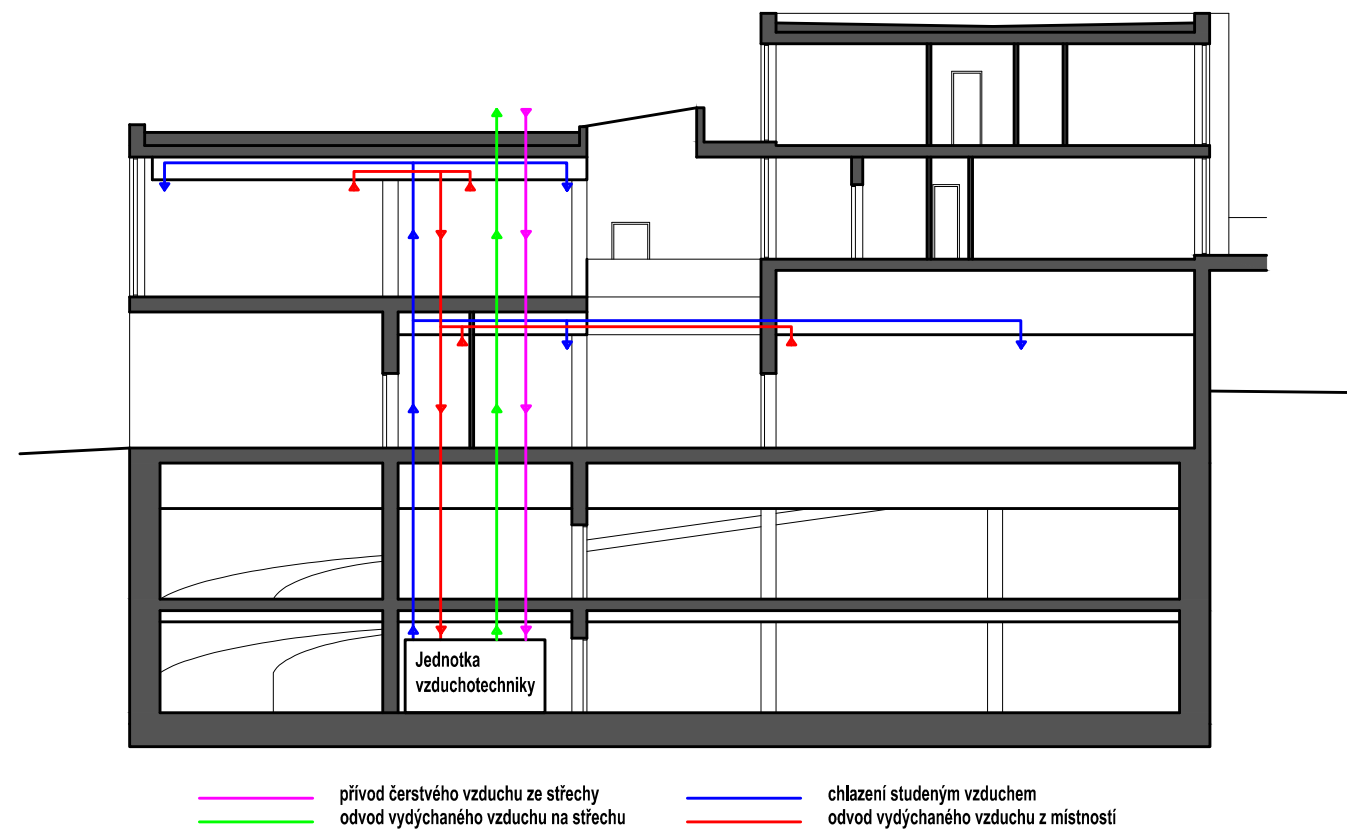 Jednotka
vzduchotechniky
přívod čerstvého vzduchu ze střechy
odvod vydýchaného vzduchu na střechu
chlazení studeným vzduchem
odvod vydýchaného vzduchu z místností